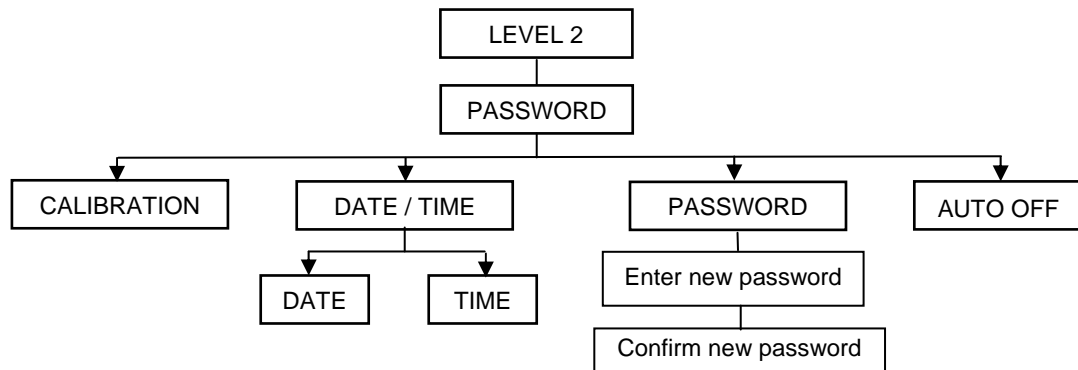 LEVEL 2
PASSWORD
CALIBRATION
DATE / TIME
PASSWORD
AUTO OFF
DATE
TIME
Enter new password
Confirm new password